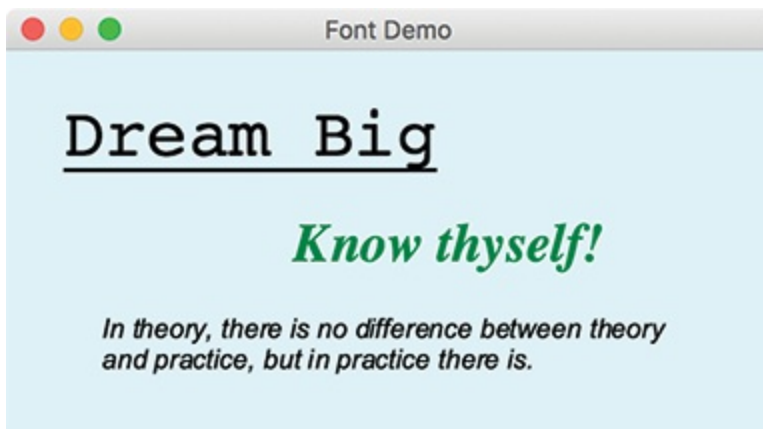 Font Demo
Dream Big
Know thyself!
In theory, there is no difference between theory
and practice, but in practice there is.